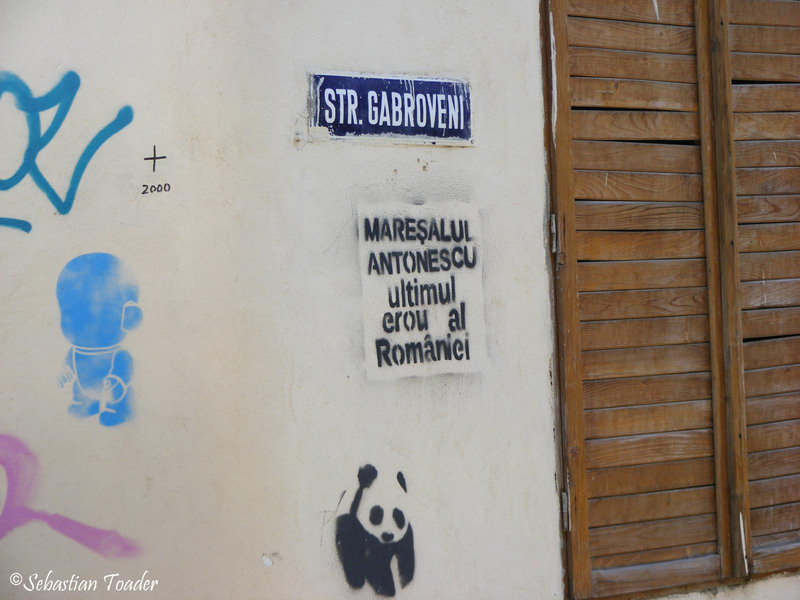 STR. GABROVENI
+
2000
MAREŞALUL
ANTONESCU
ultimul
erou al
României
©Sebastian Toader